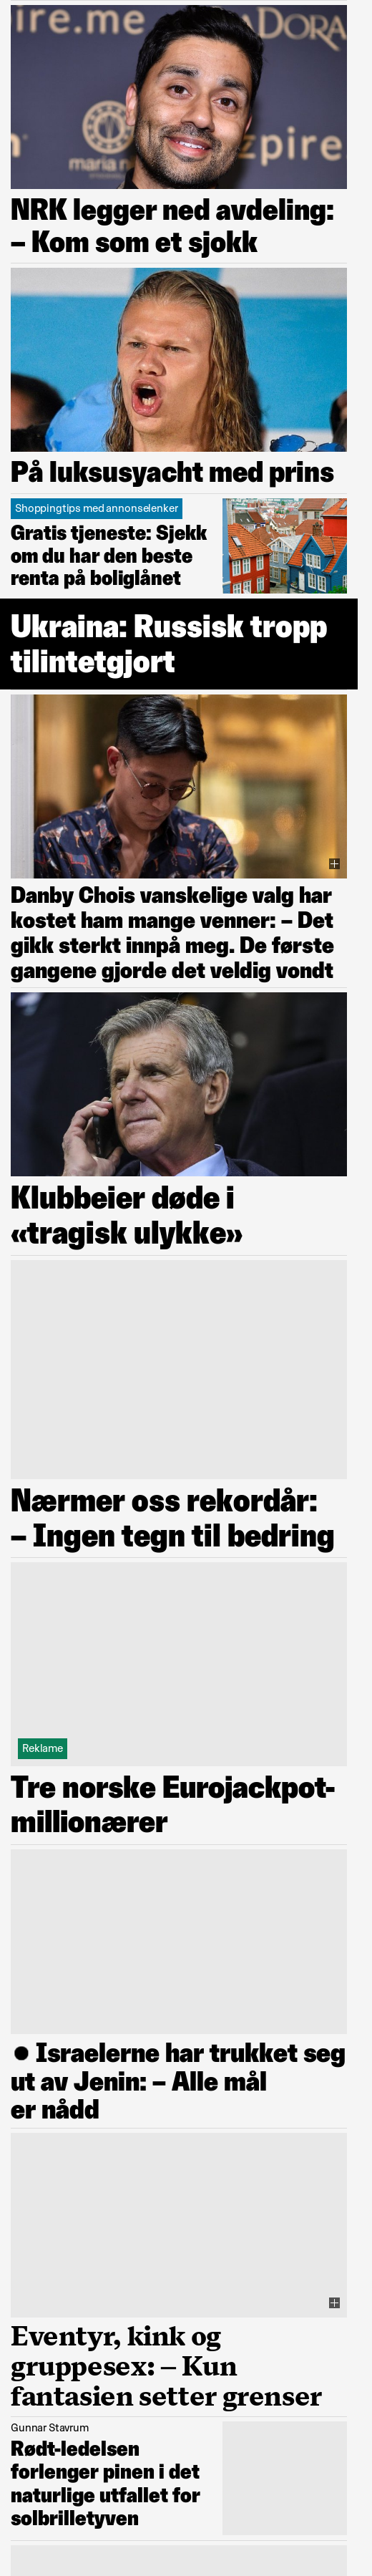 ire.me
ADORA
maria n
zpire
NRK legger ned avdeling:
– Kom som et sjokk
På luksusyacht med prins
Shoppingtips med annonselenker
Gratis tjeneste: Sjekk
om du har den beste
renta på boliglånet
Ukraina: Russisk tropp
tilintetgjort
Danby Chois vanskelige valg har
kostet ham mange venner: – Det
gikk sterkt innpå meg. De første
gangene gjorde det veldig vondt
Klubbeier døde i
«tragisk ulykke»
Nærmer oss rekordår:
– Ingen tegn til bedring
Reklame
Tre norske Eurojackpot-
millionærer
● Israelerne har trukket seg
ut av Jenin: – Alle mål
er nådd
Eventyr, kink og
gruppesex: – Kun
fantasien setter grenser
Gunnar Stavrum
Rødt-ledelsen
forlenger pinen i det
naturlige utfallet for
solbrilletyven